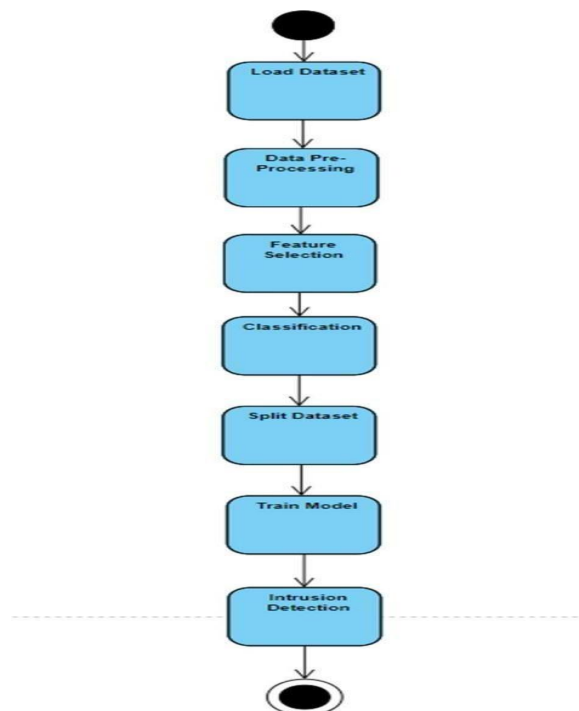 Load Dataset
Data Pre-
Processing
Feature
Selection
Classification
Split Dataset
Train Model
Intrusion
Detection